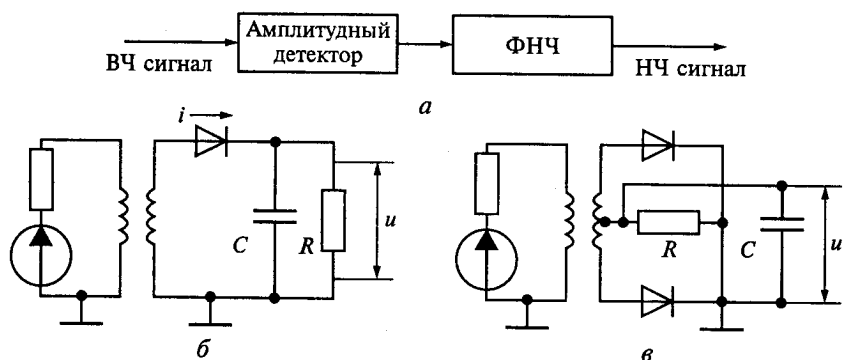 Амплитудный
детектор
ФНЧ
ВЧ сигнал
НЧ сигнал
а
i
C
R
u
б
R
C
u
в